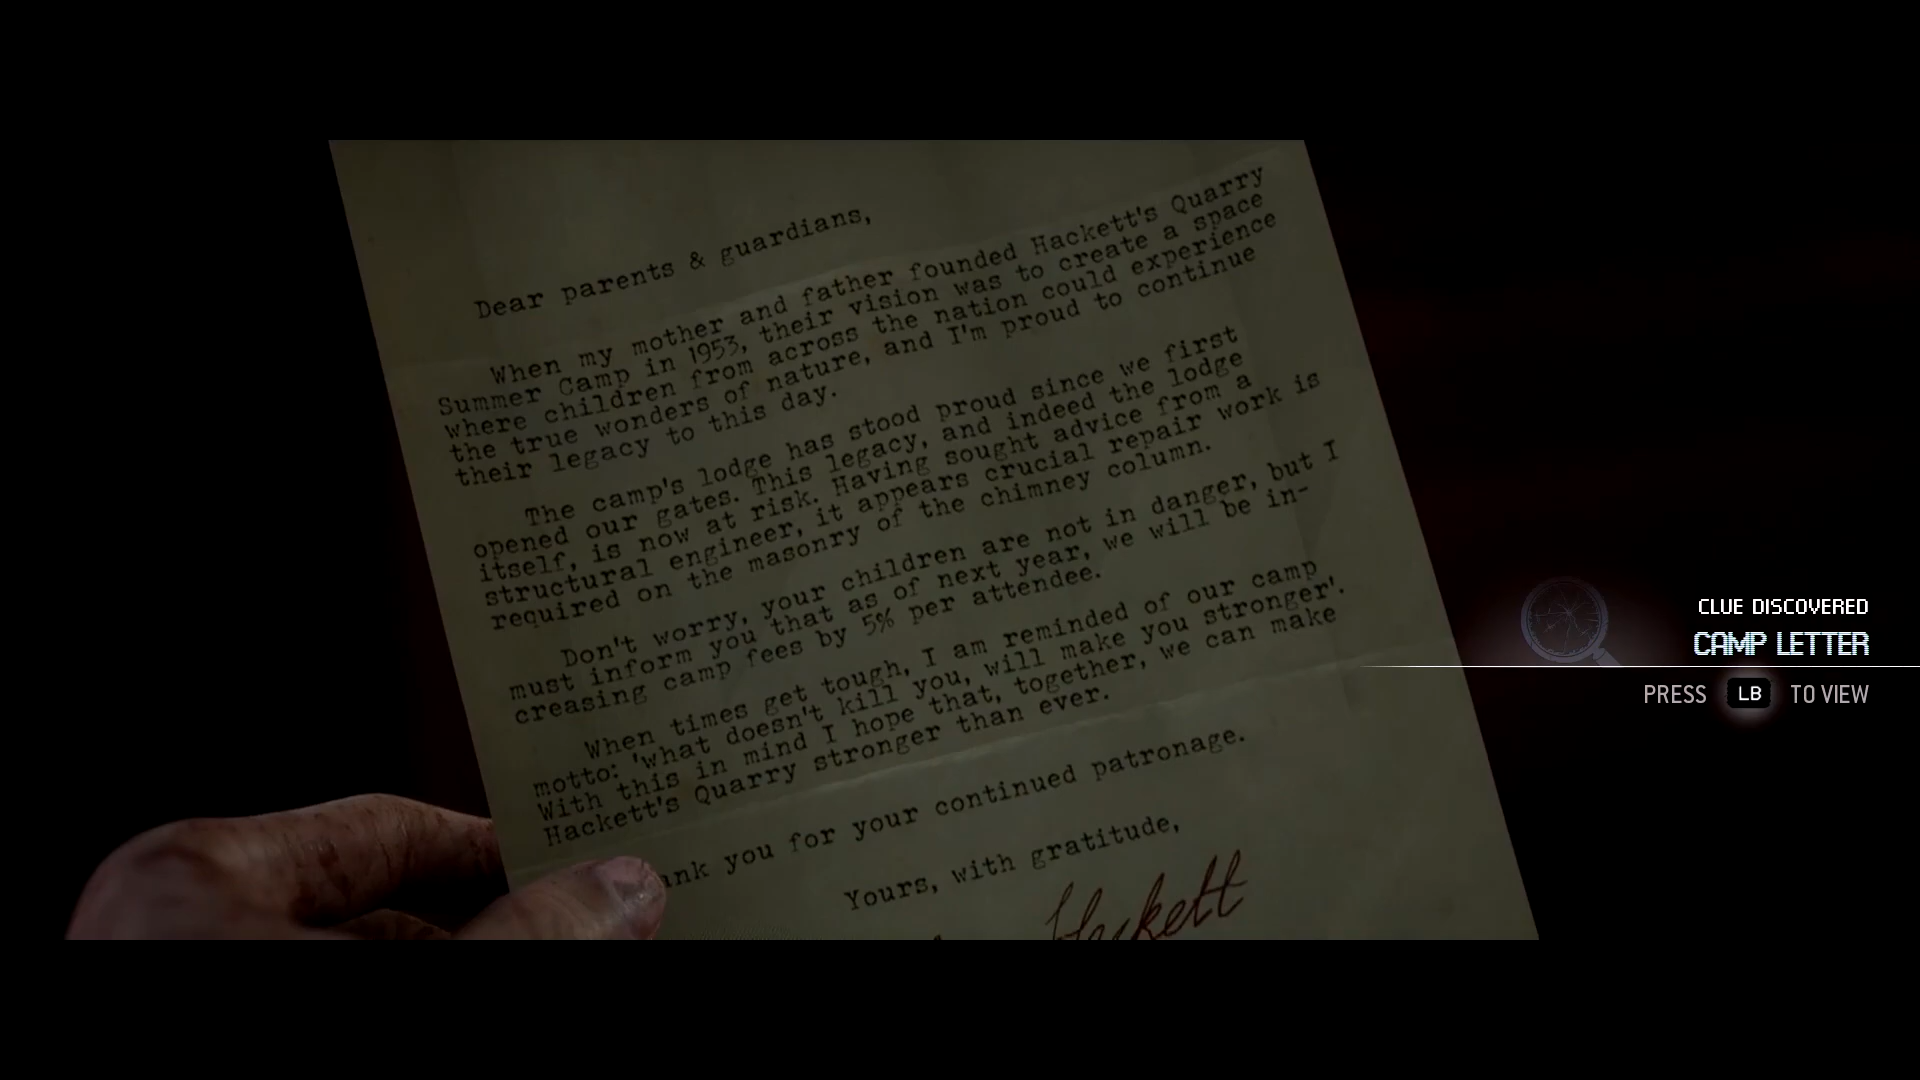 Dear parents & guardians,
When my mother and father founded Hackett's Quarry
Summer Camp in 1953, their vision was to create a space
where children from across the nation could experience
the true wonders of nature, and I'm proud to continue
their legacy to this day.
The camp's lodge has stood proud since we first
opened our gates. This legacy, and indeed the lodge
itself, is now at risk. Having sought advice from a
structural engineer, it appears crucial repair work is
required on the masonry of the chimney column.
Don't worry, your children are not in danger, but I
must inform you that as of next year, we will be in-
creasing camp fees by 5% per attendee.
When times get tough, I am reminded of our camp
motto: 'what doesn't kill you, will make you stronger'.
With this in mind I hope that, together, we can make
Hackett's Quarry stronger than ever.
ank you for your continued patronage.
Yours, with gratitude,
Hackett
CLUE DISCOVERED
CAMP LETTER
PRESS LB TO VIEW